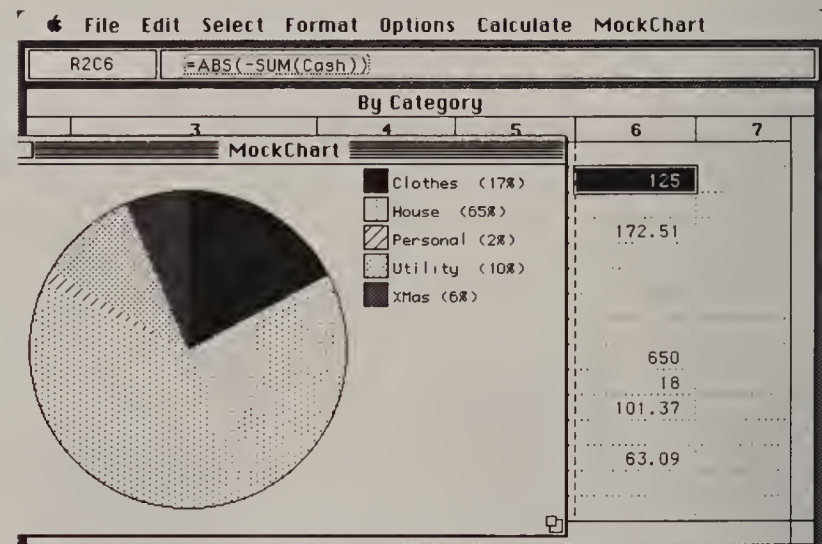 File Edit Select Format Options Calculate MockChart
R2C6 =ABS(-SUM(Cash))
By Category
3 4 5 6 7
MockChart
Clothes (17%)
House (65%)
Personal (2%)
Utility (10%)
XMas (6%)
125
172.51
650
18
101.37
63.09